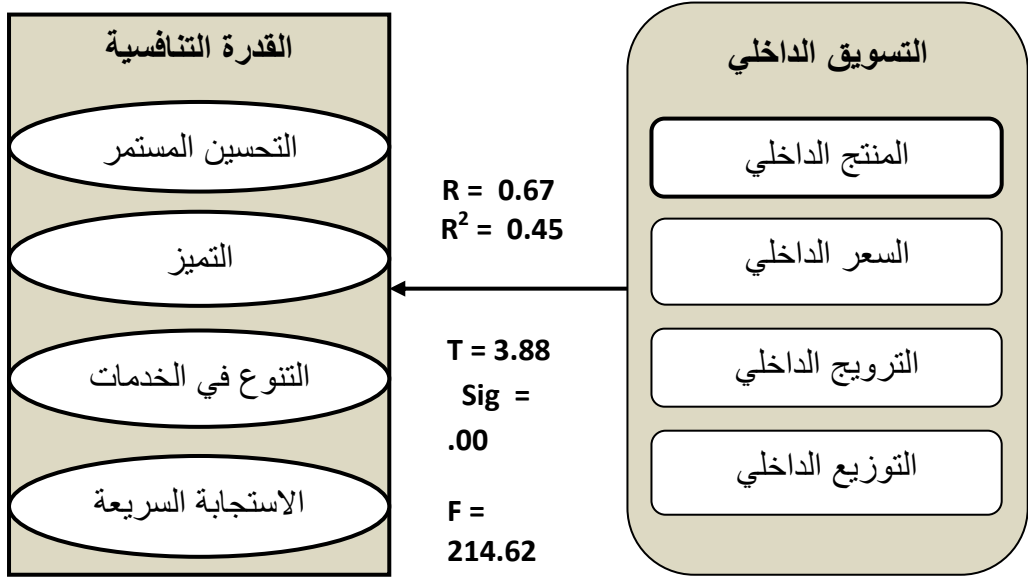 التسويق الداخلي
المنتج الداخلي
السعر الداخلي
الترويج الداخلي
التوزيع الداخلي
R = 0.67
R² = 0.45
T = 3.88
Sig =
.00
F =
214.62
القدرة التنافسية
التحسين المستمر
التميز
التنوع في الخدمات
الاستجابة السريعة